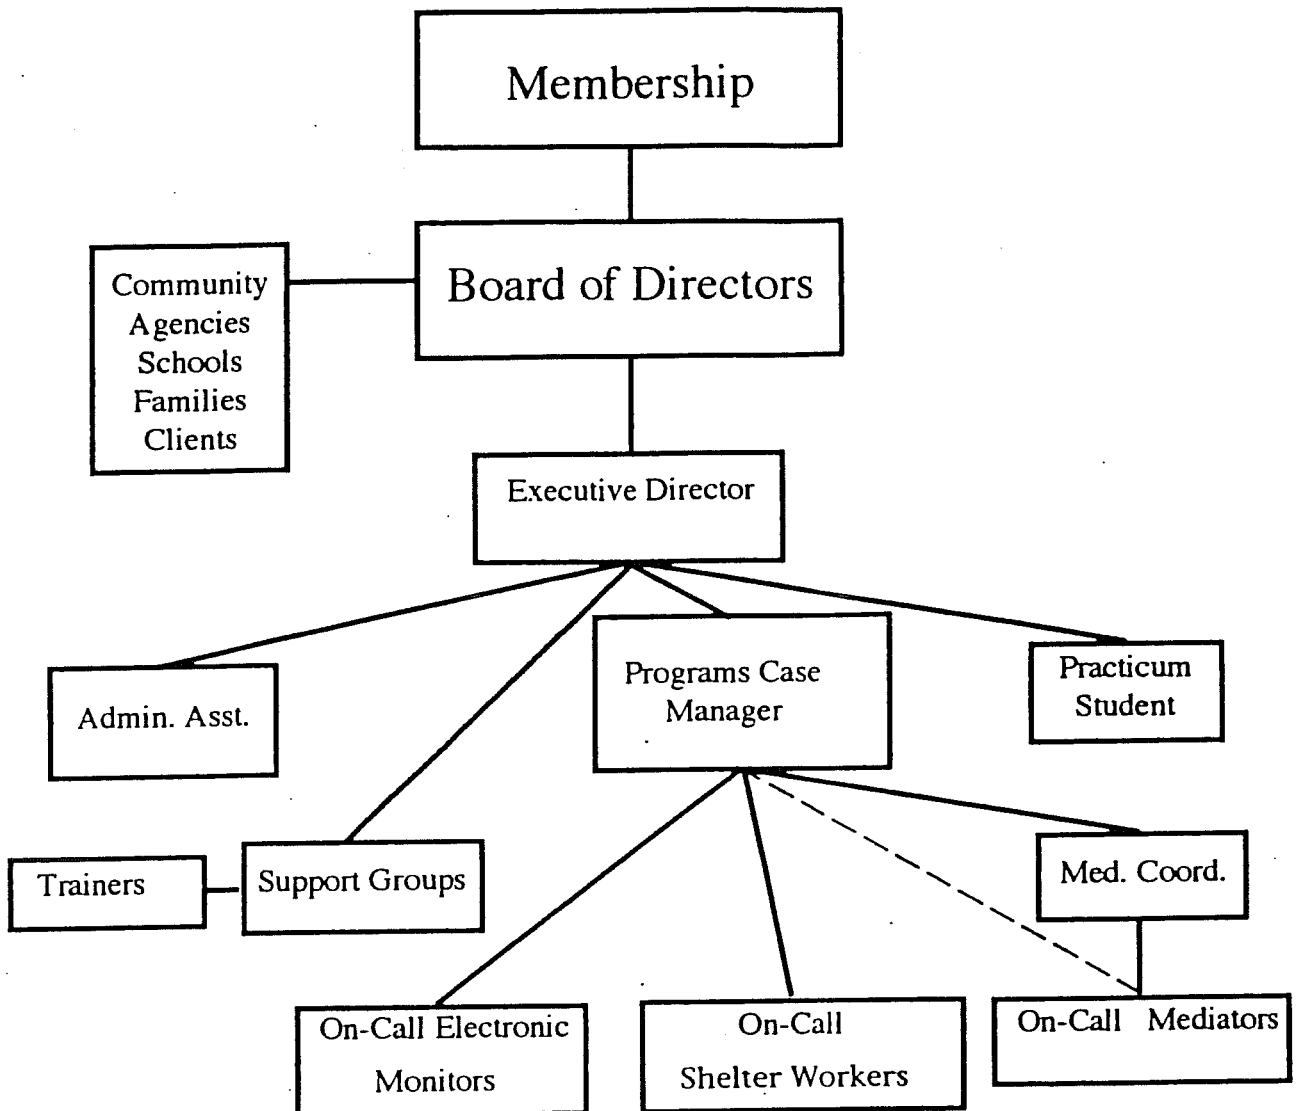 Membership
Board of Directors
Community
Agencies
Schools
Families
Clients
Executive Director
Admin. Asst.
Programs Case
Manager
Practicum
Student
Trainers
Support Groups
Med. Coord.
On-Call Electronic
Monitors
On-Call
Shelter Workers
On-Call Mediators